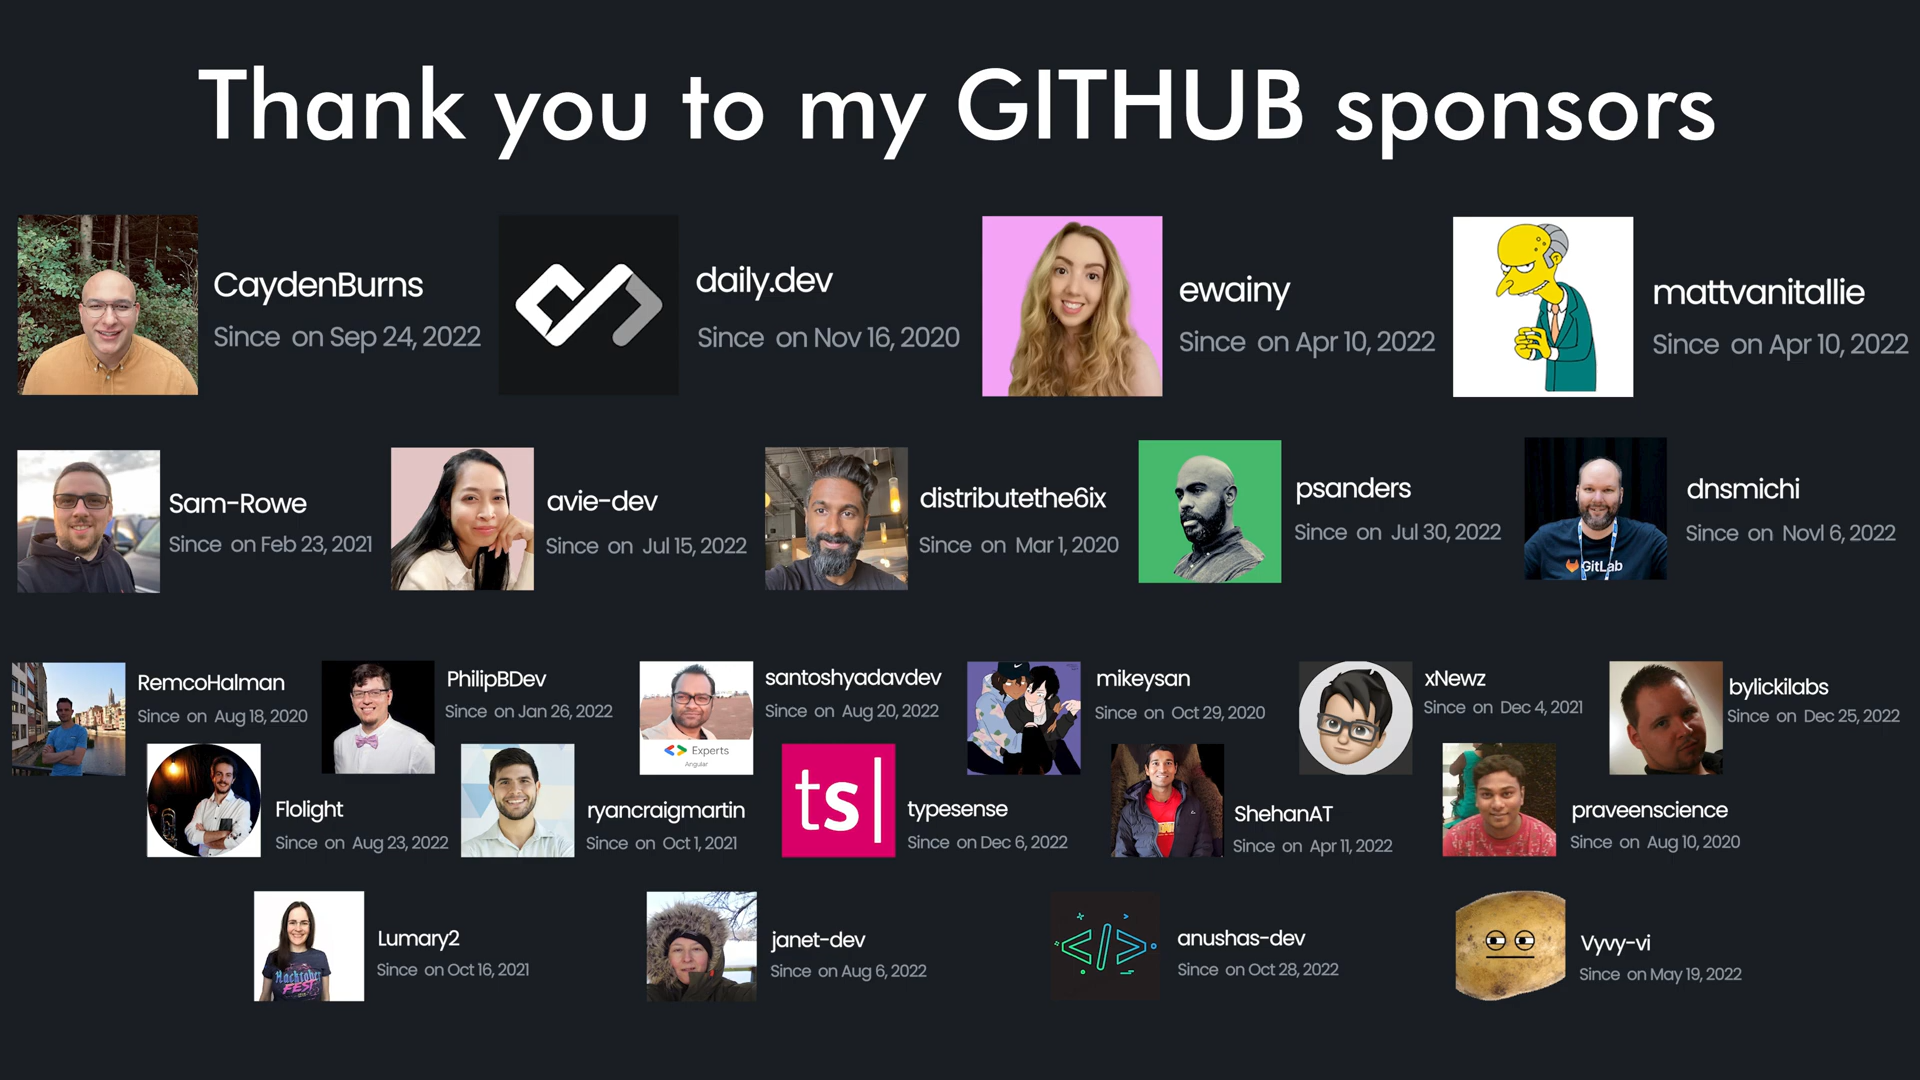 Thank you to my GITHUB sponsors
CaydenBurns
Since on Sep 24, 2022
daily.dev
Since on Nov 16, 2020
ewainy
Since on Apr 10, 2022
mattvanitallie
Since on Apr 10, 2022
Sam-Rowe
Since on Feb 23, 2021
avie-dev
Since on Jul 15, 2022
distributethe6ix
Since on Mar 1, 2020
psanders
Since on Jul 30, 2022
GitLab
dnsmichi
Since on Novl 6, 2022
RemcoHalman
Since on Aug 18, 2020
PhilipBDev
Since on Jan 26, 2022
<> Experts
Angular
santoshyadavdev
Since on Aug 20, 2022
mikeysan
Since on Oct 29, 2020
xNewz
Since on Dec 4, 2021
bylickilabs
Since on Dec 25, 2022
Flolight
Since on Aug 23, 2022
ryancraigmartin
Since on Oct 1, 2021
ts|
typesense
Since on Dec 6, 2022
ShehanAT
Since on Apr 11, 2022
praveenscience
Since on Aug 10, 2020
Hacktober
FEST
Lumary2
Since on Oct 16, 2021
janet-dev
Since on Aug 6, 2022
</>
anushas-dev
Since on Oct 28, 2022
Vyvy-vi
Since on May 19, 2022